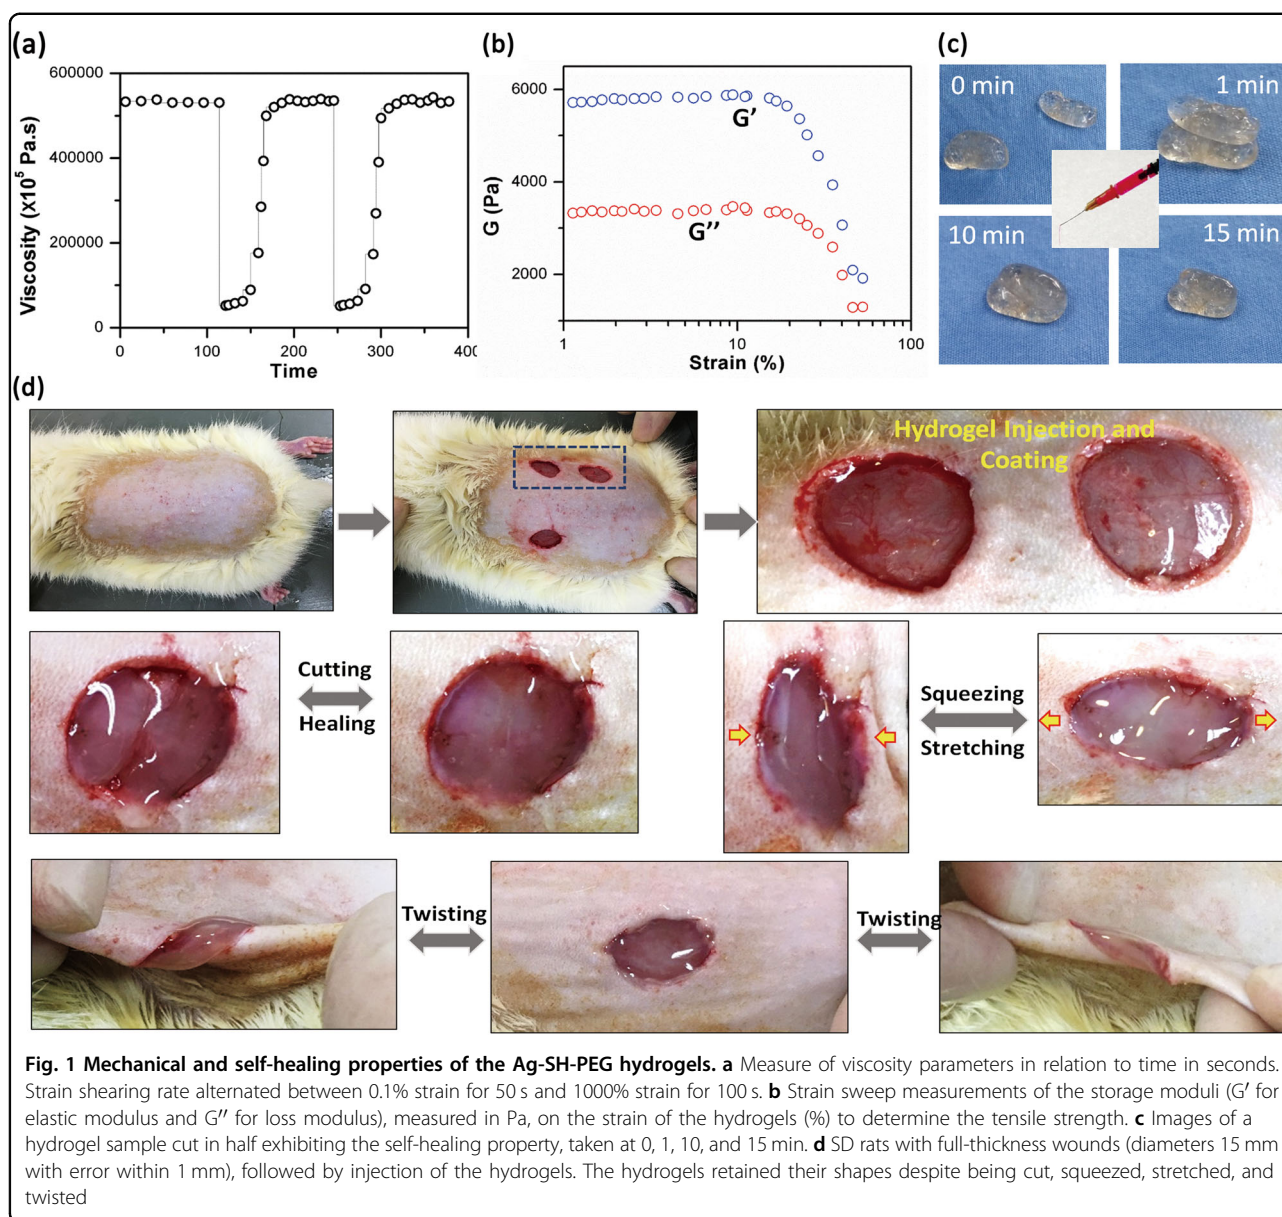 (a)
Viscosity (x10⁵ Pa.s)
600000
400000
200000
0
0
100
200
300
400
Time
(b)
G (Pa)
6000
4000
2000
G′
G′′
1
10
100
Strain (%)
(c)
0 min
1 min
10 min
15 min
(d)
Hydrogel Injection and
Coating
Cutting
Healing
Squeezing
Stretching
Twisting
Twisting
Fig. 1 Mechanical and self-healing properties of the Ag-SH-PEG hydrogels. a Measure of viscosity parameters in relation to time in seconds.
Strain shearing rate alternated between 0.1% strain for 50 s and 1000% strain for 100 s. b Strain sweep measurements of the storage moduli (G′ for
elastic modulus and G′′ for loss modulus), measured in Pa, on the strain of the hydrogels (%) to determine the tensile strength. c Images of a
hydrogel sample cut in half exhibiting the self-healing property, taken at 0, 1, 10, and 15 min. d SD rats with full-thickness wounds (diameters 15 mm
with error within 1 mm), followed by injection of the hydrogels. The hydrogels retained their shapes despite being cut, squeezed, stretched, and
twisted